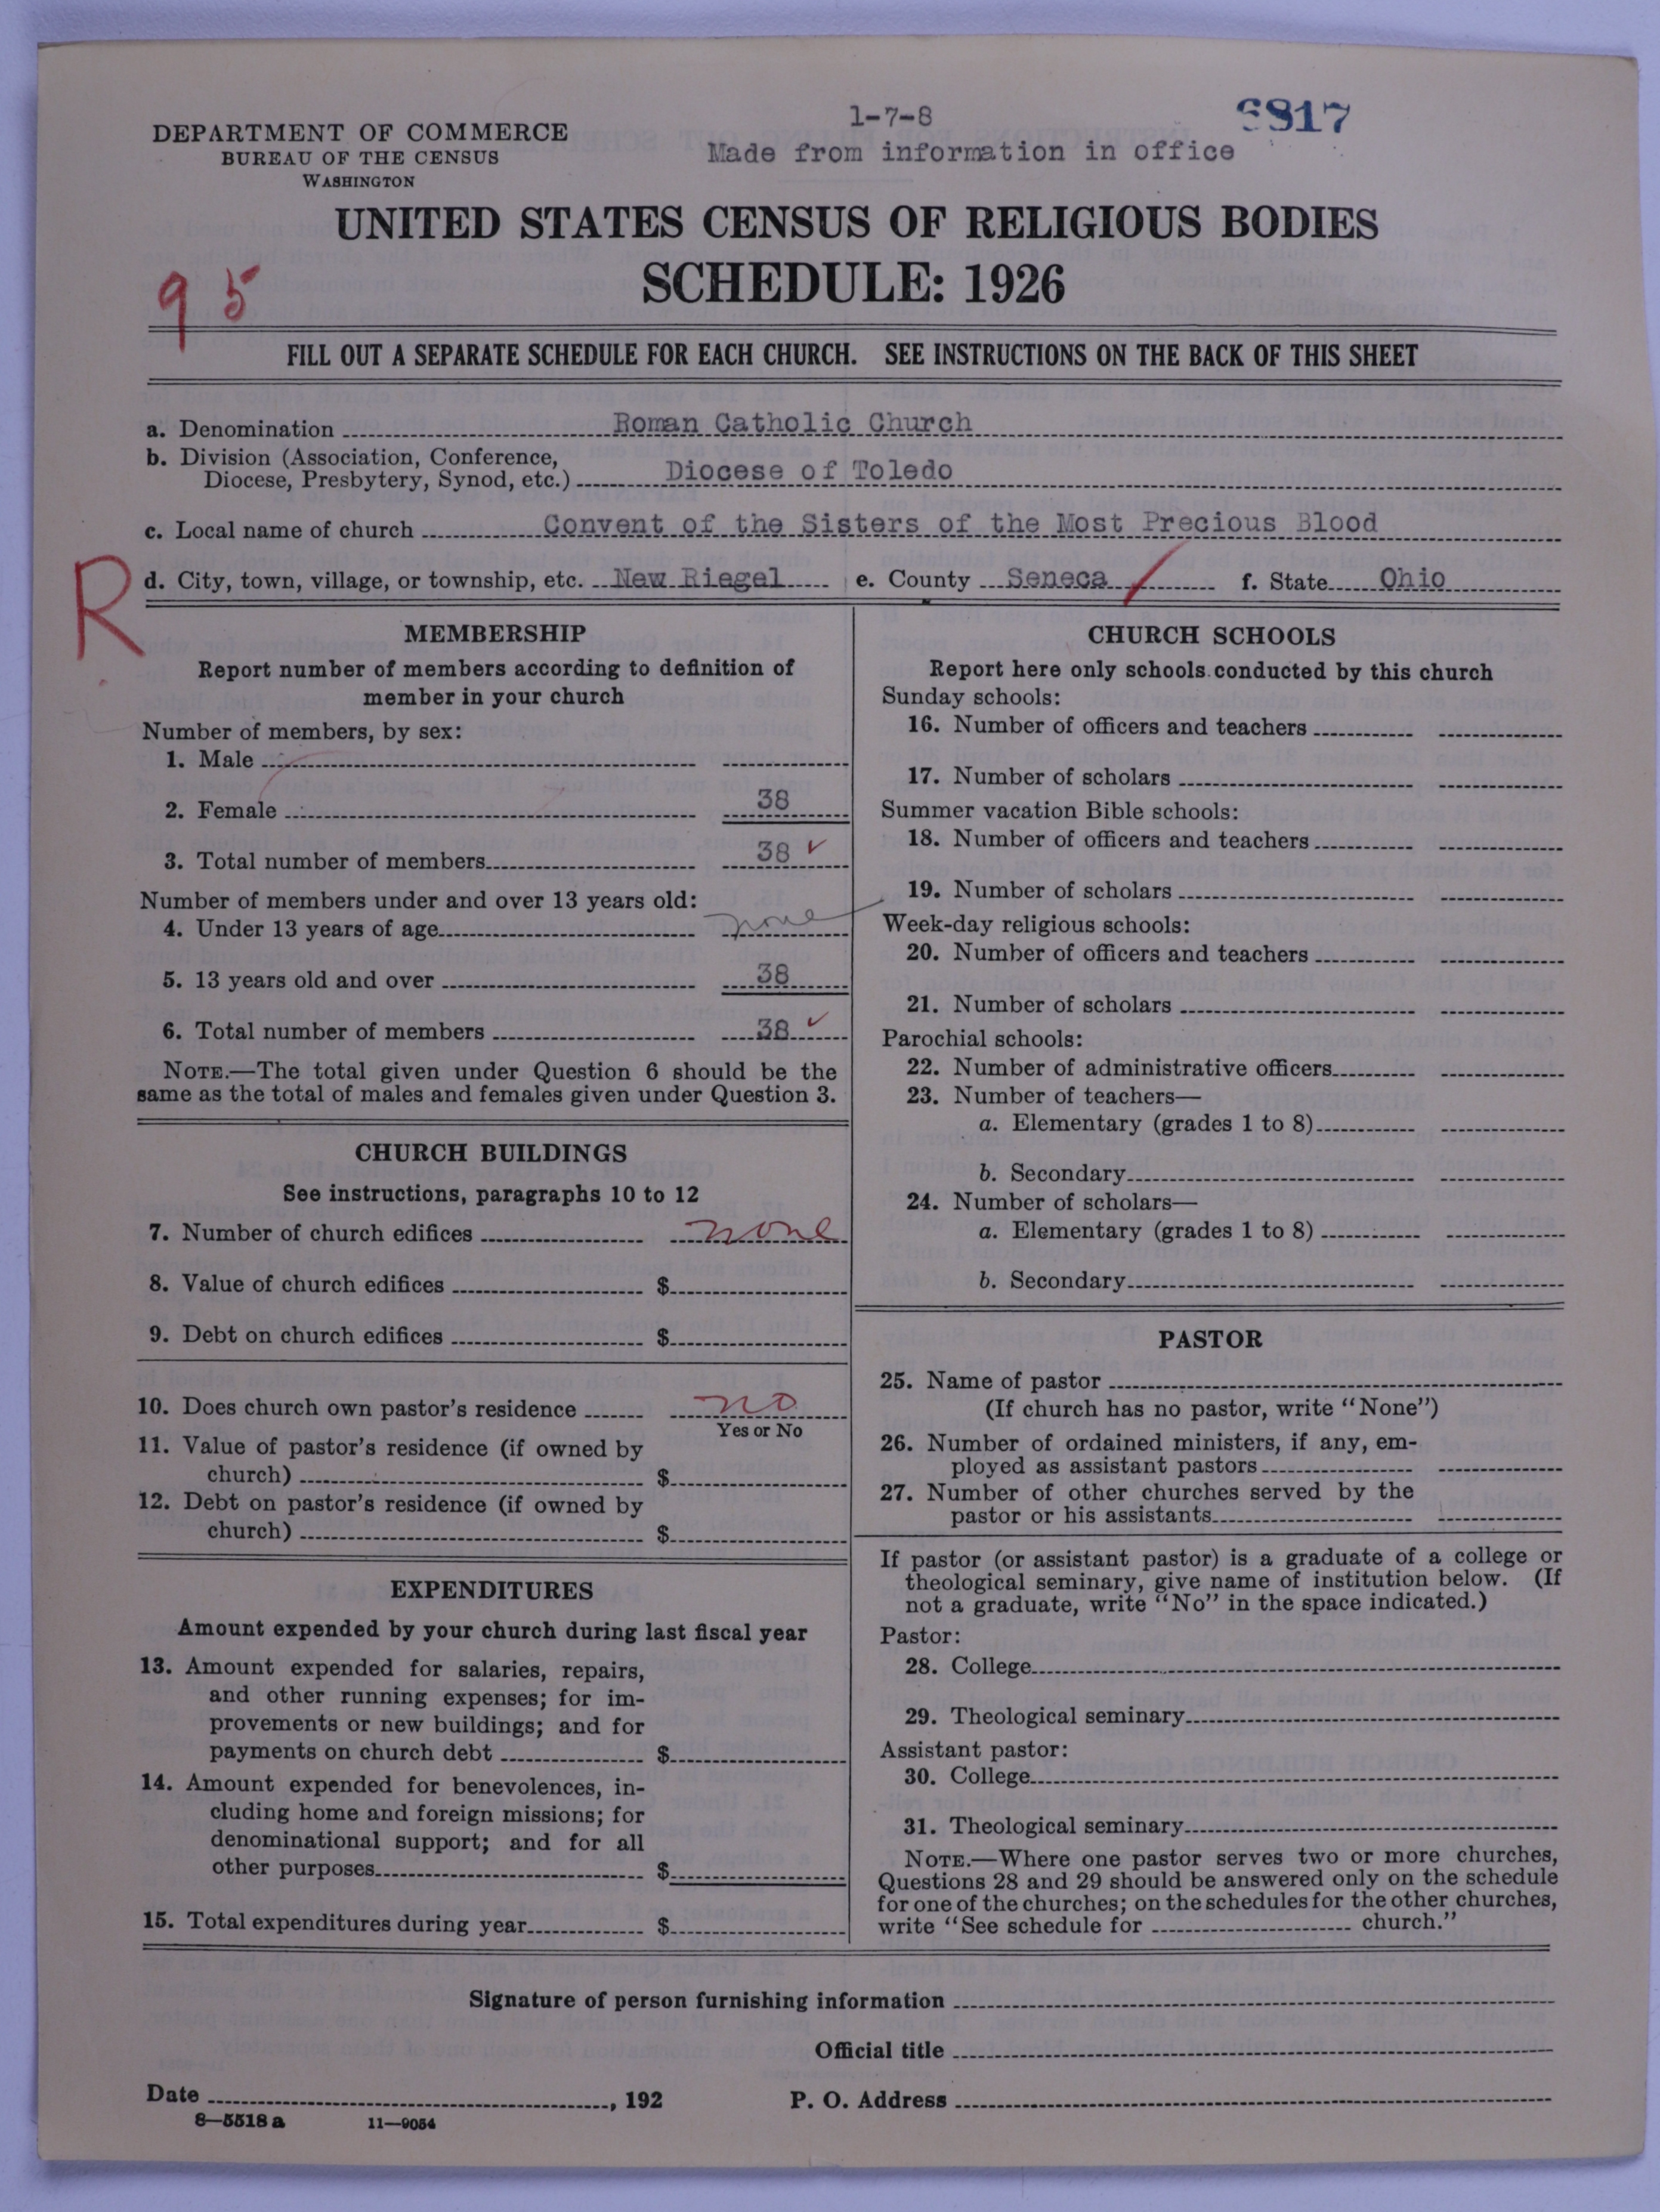 DEPARTMENT OF COMMERCE
BUREAU OF THE CENSUS
WASHINGTON
1-7-8
Made from information in office
6817
UNITED STATES CENSUS OF RELIGIOUS BODIES
SCHEDULE: 1926
95
FILL OUT A SEPARATE SCHEDULE FOR EACH CHURCH. SEE INSTRUCTIONS ON THE BACK OF THIS SHEET
a. Denomination Roman Catholic Church
b. Division (Association, Conference,
Diocese, Presbytery, Synod, etc.) Diocese of Toledo
c. Local name of church Convent of the Sisters of the Most Precious Blood
R
d. City, town, village, or township, etc. New Riegel e. County Seneca / f. State Ohio
MEMBERSHIP
Report number of members according to definition of
member in your church
Number of members, by sex:
1. Male
2. Female 38
3. Total number of members 38 ✓
Number of members under and over 13 years old:
4. Under 13 years of age none
5. 13 years old and over 38
6. Total number of members 38 ✓
NOTE.—The total given under Question 6 should be the
same as the total of males and females given under Question 3.
CHURCH BUILDINGS
See instructions, paragraphs 10 to 12
7. Number of church edifices none
8. Value of church edifices $
9. Debt on church edifices $
10. Does church own pastor's residence no
Yes or No
11. Value of pastor's residence (if owned by
church) $
12. Debt on pastor's residence (if owned by
church) $
EXPENDITURES
Amount expended by your church during last fiscal year
13. Amount expended for salaries, repairs,
and other running expenses; for im-
provements or new buildings; and for
payments on church debt $
14. Amount expended for benevolences, in-
cluding home and foreign missions; for
denominational support; and for all
other purposes $
15. Total expenditures during year $
CHURCH SCHOOLS
Report here only schools conducted by this church
Sunday schools:
16. Number of officers and teachers
17. Number of scholars
Summer vacation Bible schools:
18. Number of officers and teachers
19. Number of scholars
Week-day religious schools:
20. Number of officers and teachers
21. Number of scholars
Parochial schools:
22. Number of administrative officers
23. Number of teachers—
a. Elementary (grades 1 to 8)
b. Secondary
24. Number of scholars—
a. Elementary (grades 1 to 8)
b. Secondary
PASTOR
25. Name of pastor
(If church has no pastor, write "None")
26. Number of ordained ministers, if any, em-
ployed as assistant pastors
27. Number of other churches served by the
pastor or his assistants
If pastor (or assistant pastor) is a graduate of a college or
theological seminary, give name of institution below. (If
not a graduate, write "No" in the space indicated.)
Pastor:
28. College
29. Theological seminary
Assistant pastor:
30. College
31. Theological seminary
NOTE.—Where one pastor serves two or more churches,
Questions 28 and 29 should be answered only on the schedule
for one of the churches; on the schedules for the other churches,
write "See schedule for church."
Signature of person furnishing information
Official title
Date , 192 P. O. Address
8—5518 a 11—9054